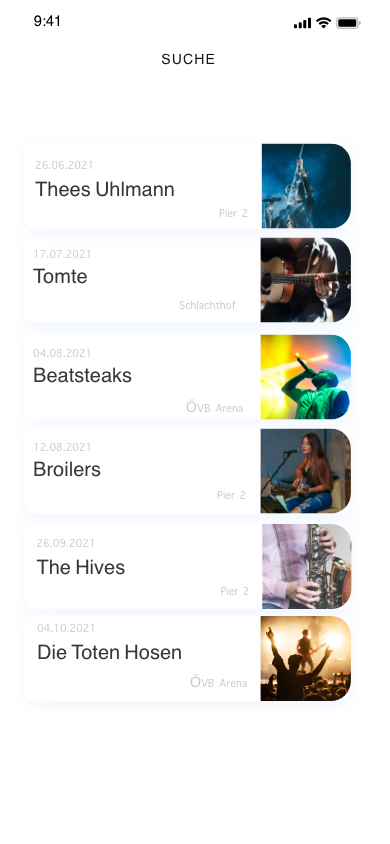 9:41
SUCHE
26.06.2021
Thees Uhlmann
Pier 2
17.07.2021
Tomte
Schlachthof
04.08.2021
Beatsteaks
ÖVB Arena
12.08.2021
Broilers
Pier 2
26.09.2021
The Hives
Pier 2
04.10.2021
Die Toten Hosen
ÖVB Arena